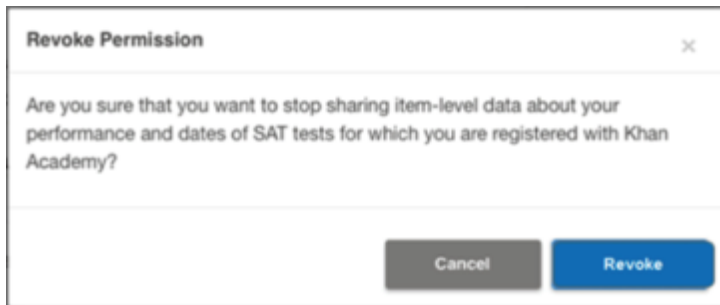 Revoke Permission
×
Are you sure that you want to stop sharing item-level data about your
performance and dates of SAT tests for which you are registered with Khan
Academy?
Cancel
Revoke